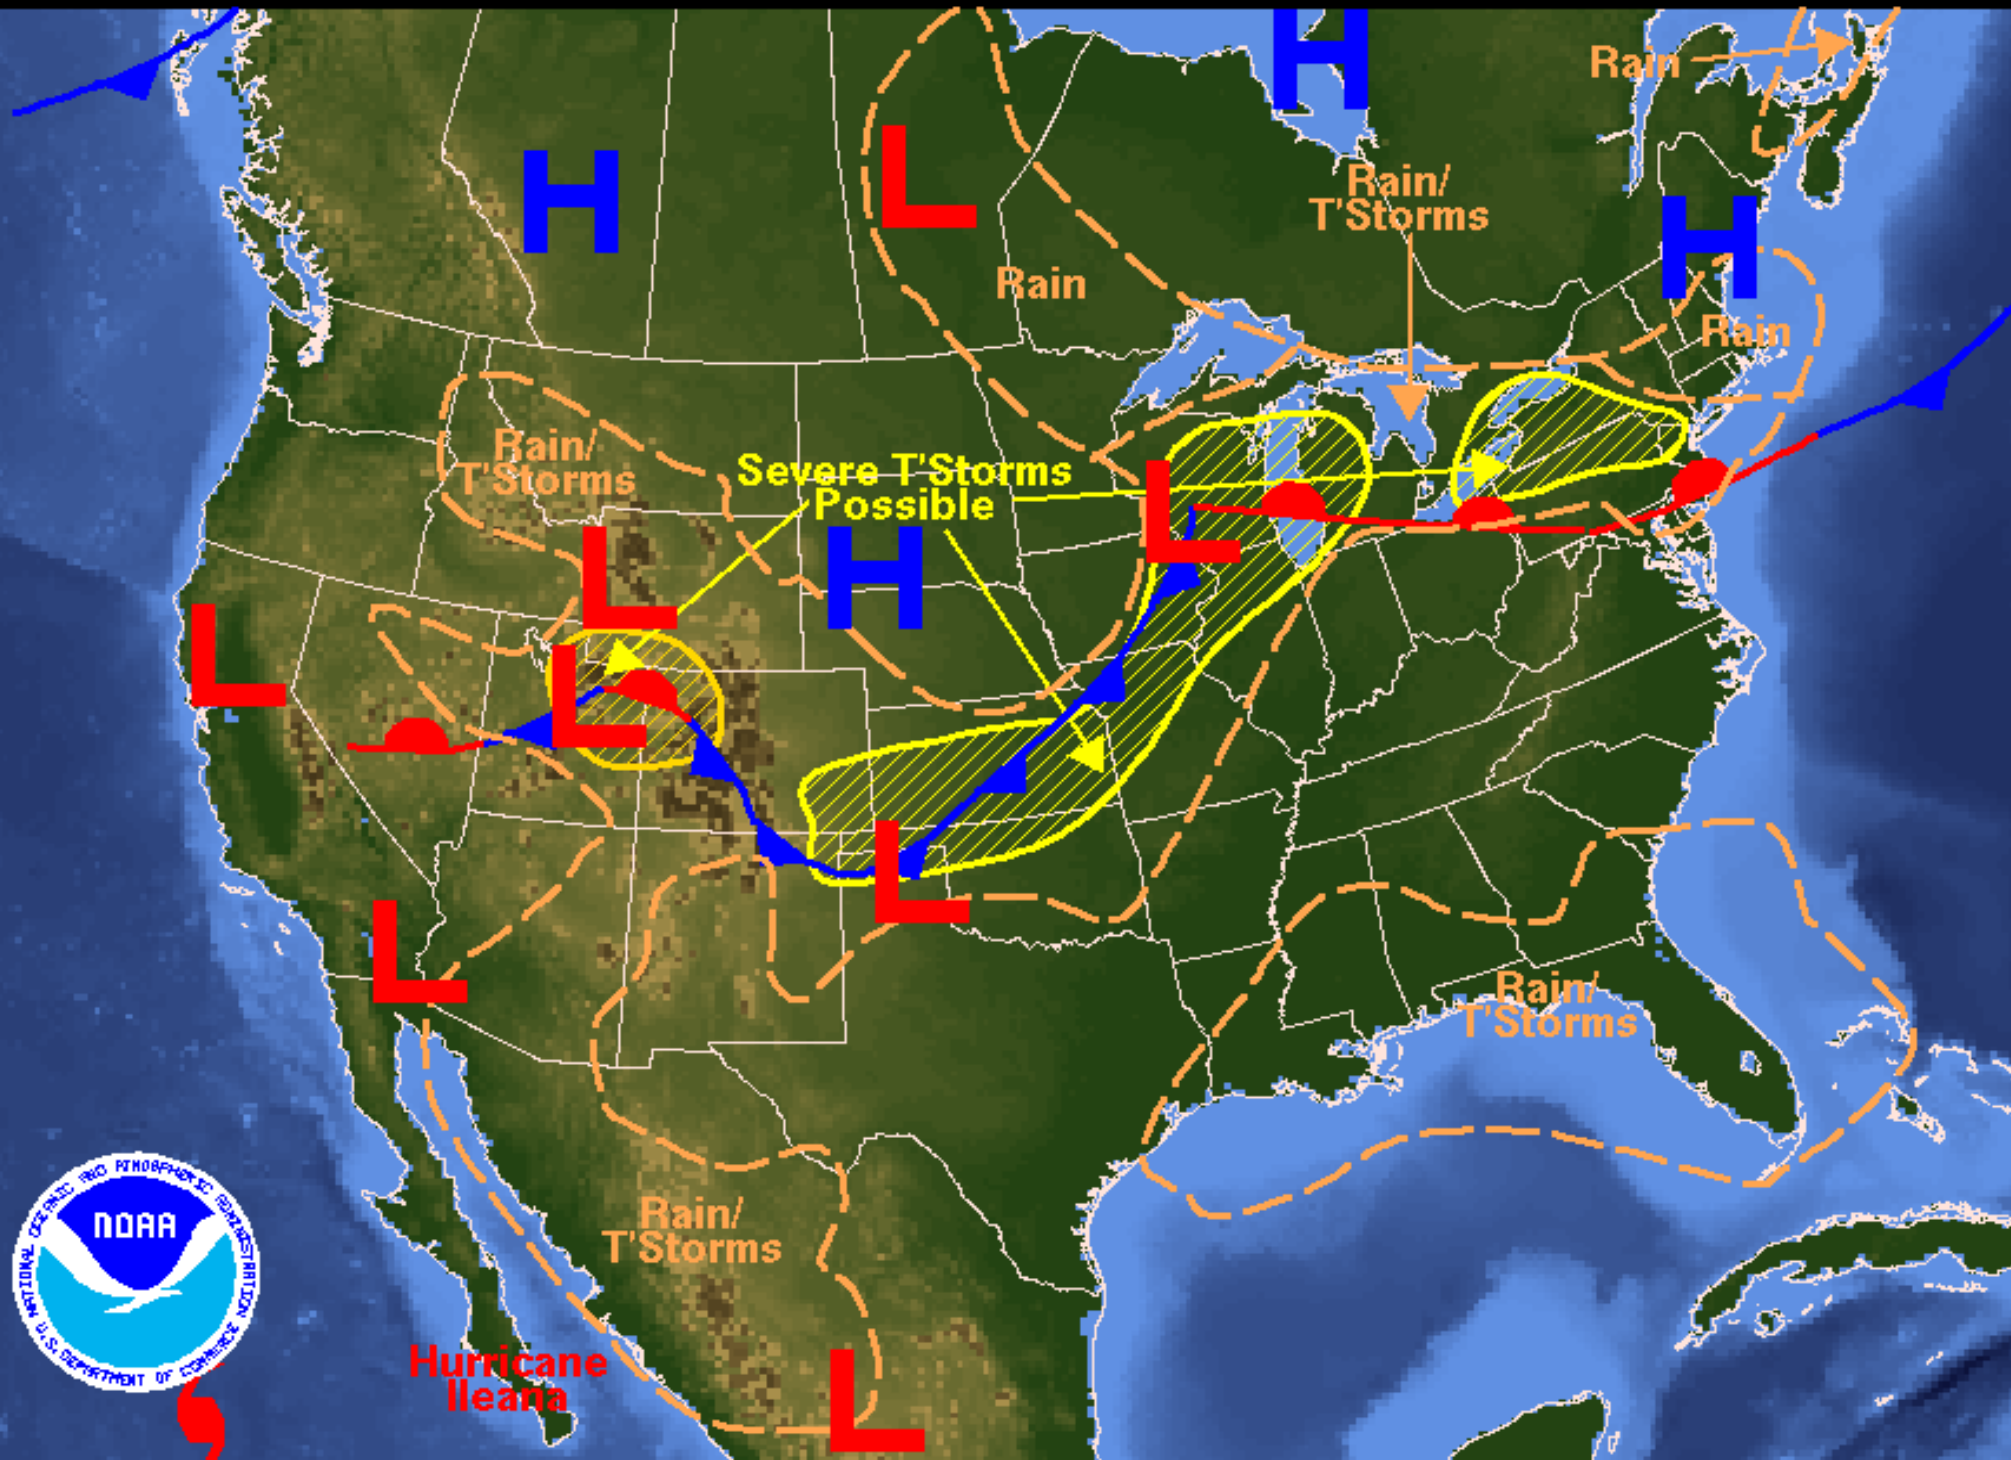 H
Rain
H
L
Rain/
T'Storms
H
Rain
Rain
Rain/
T'Storms
Severe T'Storms
Possible
L
H
L
L
L
L
L
Rain/
T'Storms
NOAA
NATIONAL OCEANIC AND ATMOSPHERIC ADMINISTRATION
U.S. DEPARTMENT OF COMMERCE
Rain/
T'Storms
Hurricane
Ileana
L